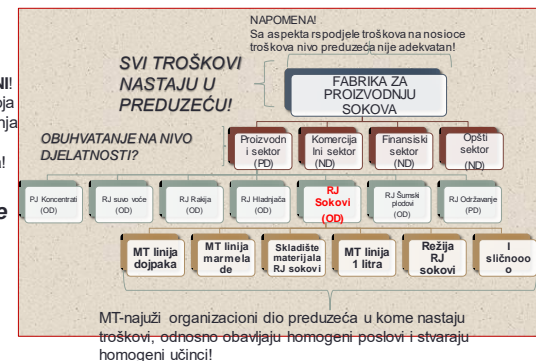 NAPOMENA!
Sa aspekta rspodjele troškova na nosioce
troškova nivo preduzeća nije adekvatan!
SVI TROŠKOVI
NASTAJU U
PREDUZEĆU!
FABRIKA ZA
PROIZVODNJU
SOKOVA
NI!
oja
nja
a!
e
OBUHVATANJE NA NIVO
DJELATNOSTI?
Proizvodn
i sektor
(PD)
Komercija
lni sektor
(ND)
Finansiski
sektor
(ND)
Opšti
sektor
(ND)
PJ Koncentrati
(OD)
RJ suvo voće
(OD)
RJ Rakija
(OD)
RJ Hladnjača
(OD)
RJ
Sokovi
(OD)
RJ Šumski
plodovi
(OD)
RJ Održavanje
(PD)
MT linija
dojpaka
MT linija
marmela
de
Skladište
materijala
RJ sokovi
MT linija
1 litra
Režija
RJ
sokovi
I
sličnooo
o
MT-najuži organizacioni dio preduzeća u kome nastaju
troškovi, odnosno obavljaju homogeni poslovi i stvaraju
homogeni učinci!